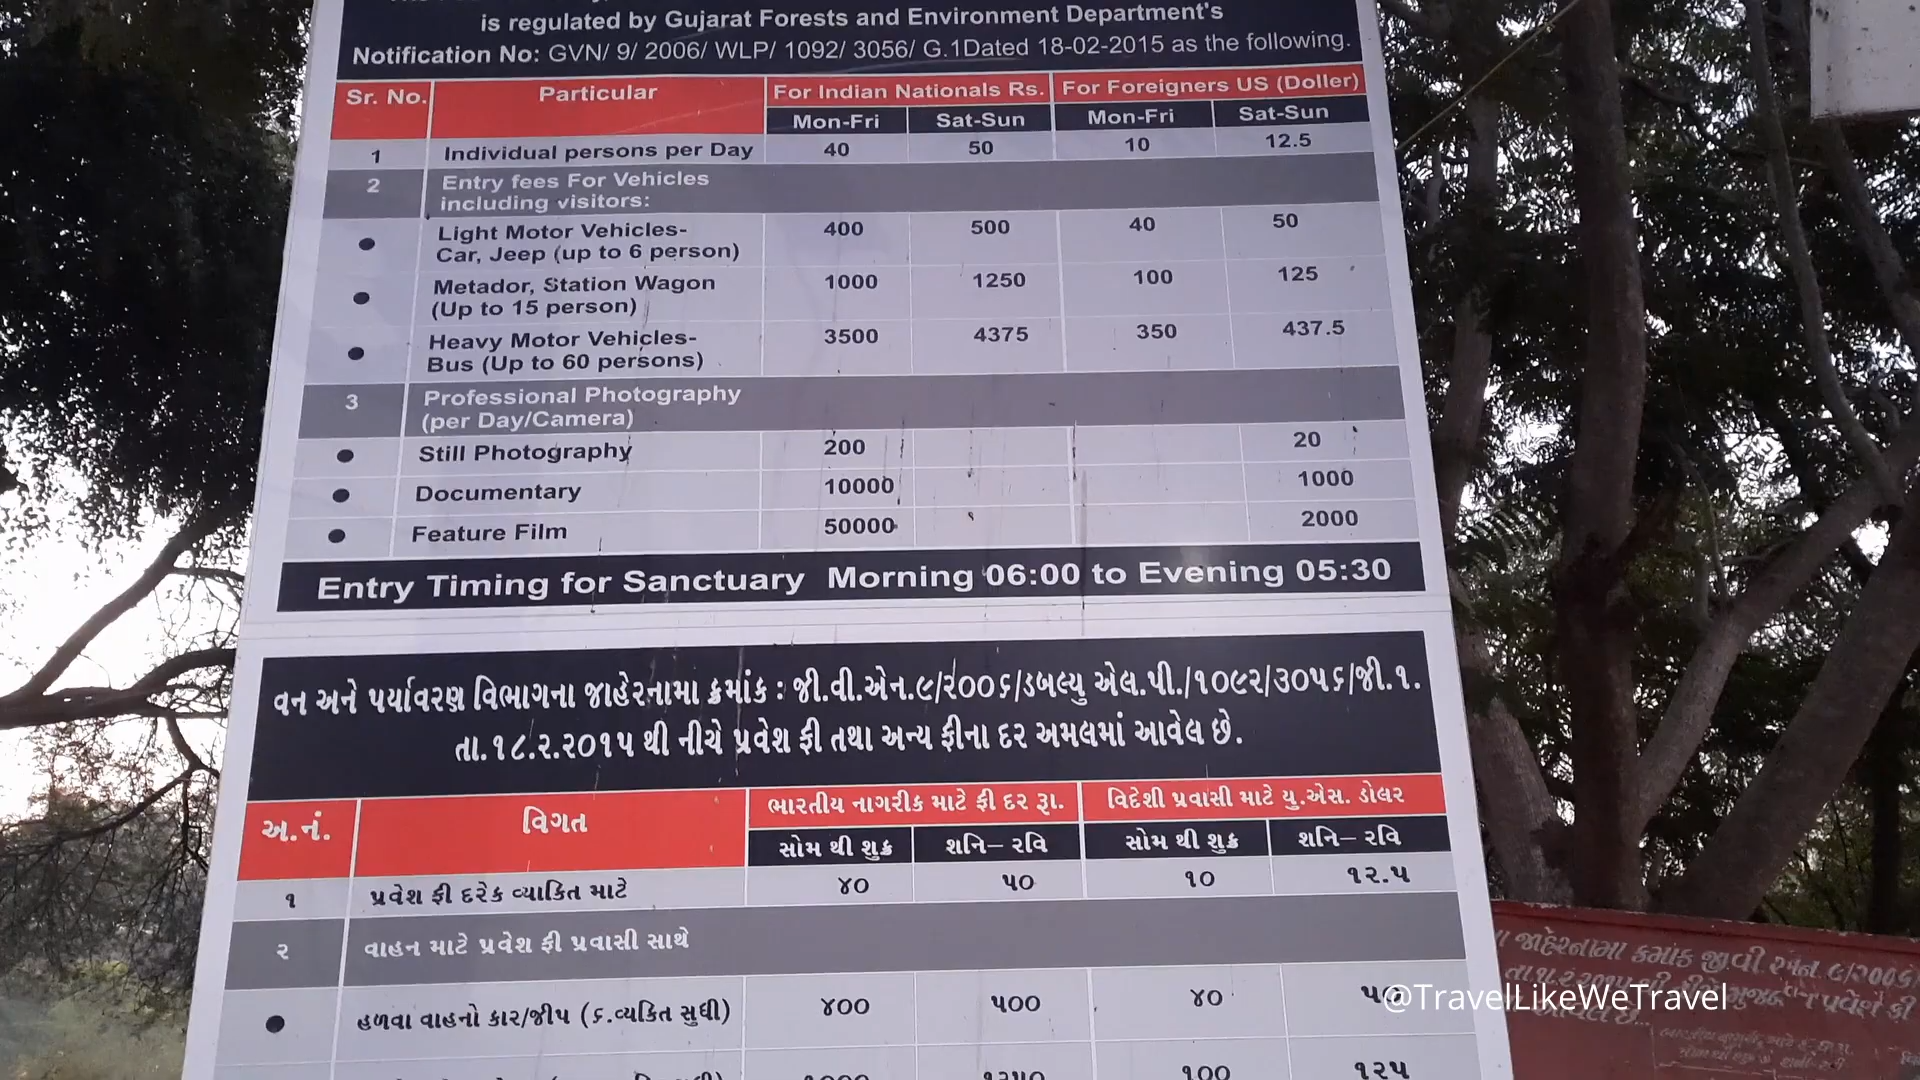 is regulated by Gujarat Forests and Environment Department's
Notification No: GVN/ 9/ 2006/ WLP/ 1092/ 3056/ G.1Dated 18-02-2015 as the following.
Sr. No. Particular For Indian Nationals Rs. For Foreigners US (Doller)
Mon-Fri Sat-Sun Mon-Fri Sat-Sun
1 Individual persons per Day 40 50 10 12.5
2 Entry fees For Vehicles
including visitors:
● Light Motor Vehicles- 400 500 40 50
Car, Jeep (up to 6 person)
● Metador, Station Wagon 1000 1250 100 125
(Up to 15 person)
● Heavy Motor Vehicles- 3500 4375 350 437.5
Bus (Up to 60 persons)
3 Professional Photography
(per Day/Camera)
● Still Photography 200 20
● Documentary 10000 1000
● Feature Film 50000 2000
Entry Timing for Sanctuary Morning 06:00 to Evening 05:30
વન અને પર્યાવરણ વિભાગના જાહેરનામા ક્રમાંક : જી.વી.એન.૯/૨૦૦૬/ડબલ્યુ એલ.પી./૧૦૯૨/૩૦૫૬/જી.૧.
તા.૧૮.૨.૨૦૧૫ થી નીચે પ્રવેશ ફી તથા અન્ય ફીના દર અમલમાં આવેલ છે.
અ.નં. વિગત ભારતીય નાગરીક માટે ફી દર રૂા. વિદેશી પ્રવાસી માટે યુ.એસ. ડોલર
સોમ થી શુક્ર શનિ– રવિ સોમ થી શુક્ર શનિ– રવિ
૧ પ્રવેશ ફી દરેક વ્યાકિત માટે ૪૦ ૫૦ ૧૦ ૧૨.૫
૨ વાહન માટે પ્રવેશ ફી પ્રવાસી સાથે
● હળવા વાહનો કાર/જીપ (૬.વ્યકિત સુધી) ૪૦૦ ૫૦૦ ૪૦ ૫૦
૧૦૦ ૧૨૫
@TravelLikeWeTravel
જાહેરનામા ક્રમાંક જી.વી એન ૯/૨૦૦૬